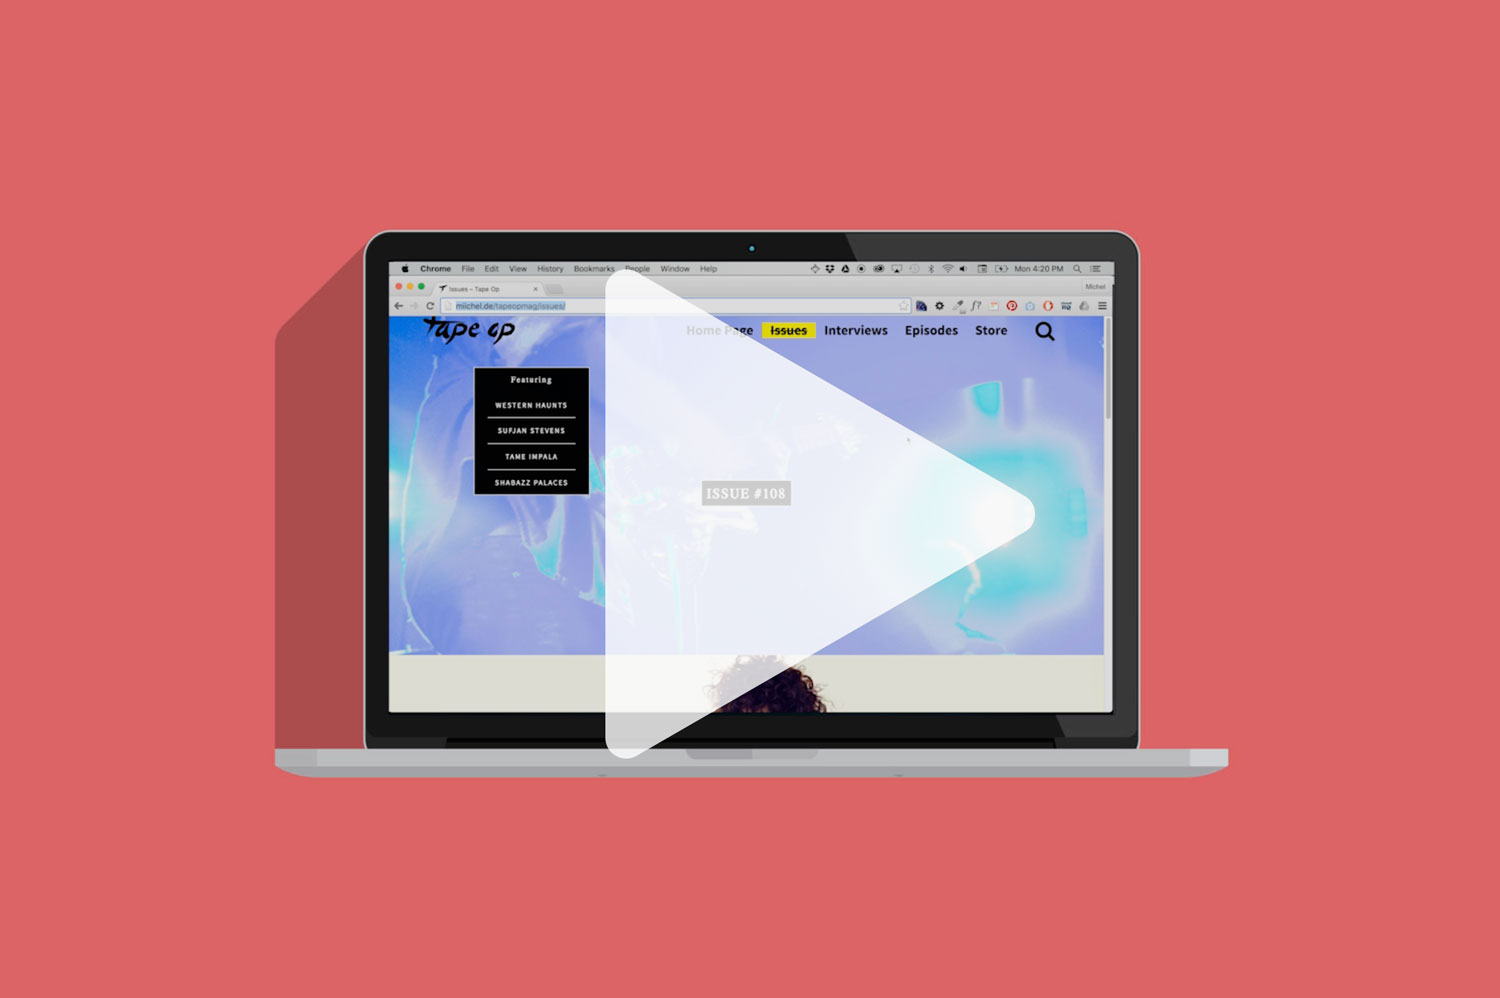 Chrome File Edit View History Bookmarks People Window Help Mon 4:20 PM
Issues – Tape Op Michel
miichel.de/tapeopmag/issues/
tape op Home Page Issues Interviews Episodes Store
Featuring
WESTERN HAUNTS
SUFJAN STEVENS
TAME IMPALA
SHABAZZ PALACES
ISSUE #108